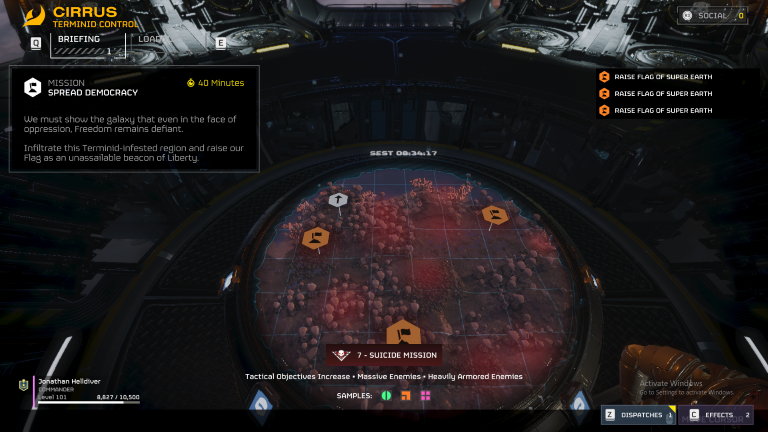 CIRRUS
TERMINID CONTROL
SOCIAL 0
Q BRIEFING E
1
MISSION
SPREAD DEMOCRACY
40 Minutes
We must show the galaxy that even in the face of
oppression, Freedom remains defiant.
Infiltrate this Terminid-infested region and raise our
Flag as an unassailable beacon of Liberty.
RAISE FLAG OF SUPER EARTH
RAISE FLAG OF SUPER EARTH
RAISE FLAG OF SUPER EARTH
SEST 08:34:17
7 - SUICIDE MISSION
Tactical Objectives Increase • Massive Enemies • Heavily Armored Enemies
SAMPLES:
Jonathan Helldiver
COMMANDER
Level 101 8,827 / 10,500
Activate Windows
Go to Settings to activate Windows.
Z DISPATCHES 1
C EFFECTS 2